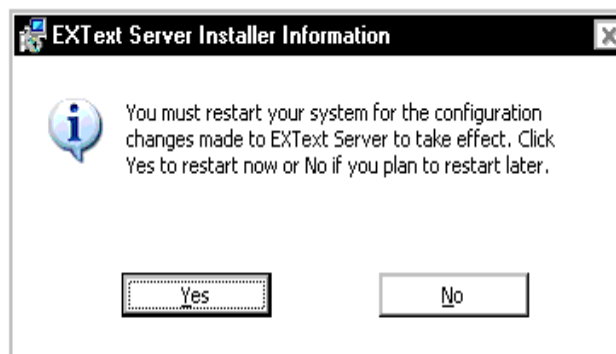 EXText Server Installer Information
You must restart your system for the configuration
changes made to EXText Server to take effect. Click
Yes to restart now or No if you plan to restart later.
Yes
No